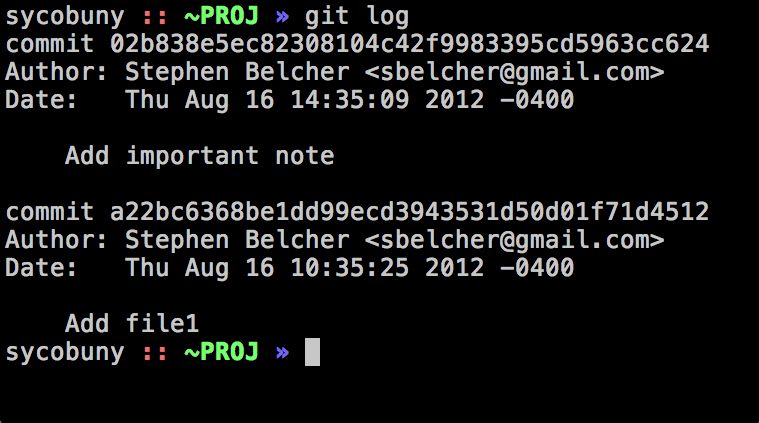 sycobuny :: ~PROJ » git log
commit 02b838e5ec82308104c42f9983395cd5963cc624
Author: Stephen Belcher <sbelcher@gmail.com>
Date:   Thu Aug 16 14:35:09 2012 -0400
    Add important note
commit a22bc6368be1dd99ecd3943531d50d01f71d4512
Author: Stephen Belcher <sbelcher@gmail.com>
Date:   Thu Aug 16 10:35:25 2012 -0400
    Add file1
sycobuny :: ~PROJ »